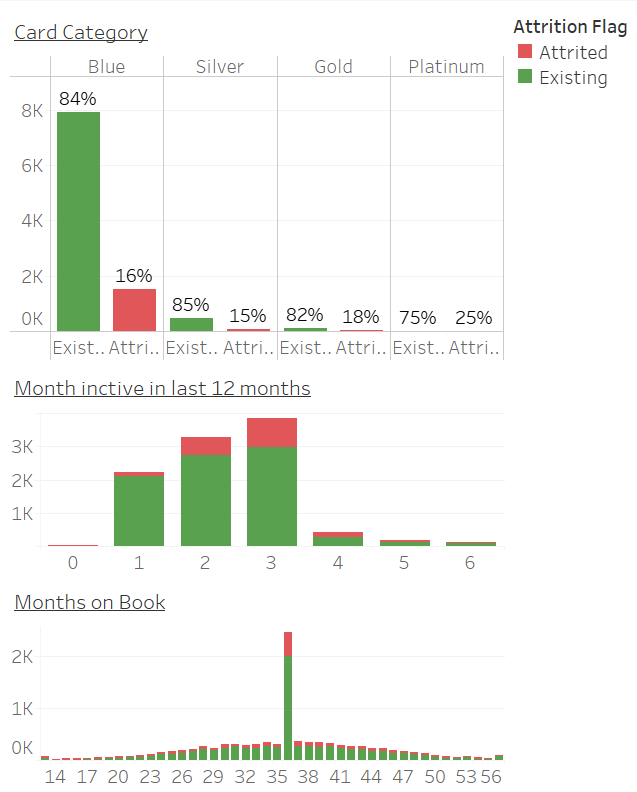 Card Category
Attrition Flag
Attrited
Existing
Blue Silver Gold Platinum
84%
8K
6K
4K
2K
16%
85%
15%
82%
18%
75%
25%
0K
Exist.. Attri.. Exist.. Attri.. Exist.. Attri.. Exist.. Attri..
Month inctive in last 12 months
3K
2K
1K
0 1 2 3 4 5 6
Months on Book
2K
1K
0K
14 17 20 23 26 29 32 35 38 41 44 47 50 53 56